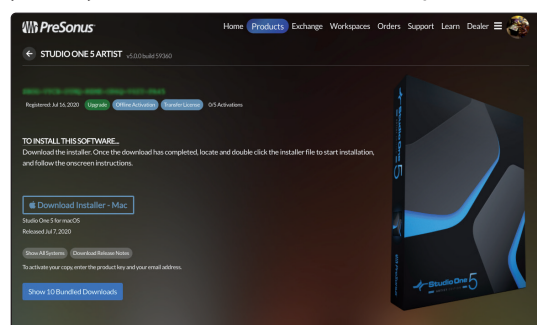 PreSonus
Home Products Exchange Workspaces Orders Support Learn Dealer
STUDIO ONE 5 ARTIST v5.0.0 build 59360
Registered: Jul 16, 2020 Upgrade Offline Activation Transfer License 0/5 Activations
TO INSTALL THIS SOFTWARE...
Download the installer. Once the download has completed, locate and double click the installer file to start installation,
and follow the onscreen instructions.
Download Installer - Mac
Studio One 5 for macOS
Released Jul 7, 2020
Show All Systems Download Release Notes
To activate your copy, enter the product key and your email address.
Show 10 Bundled Downloads
Studio One 5
PreSonus
Studio One 5